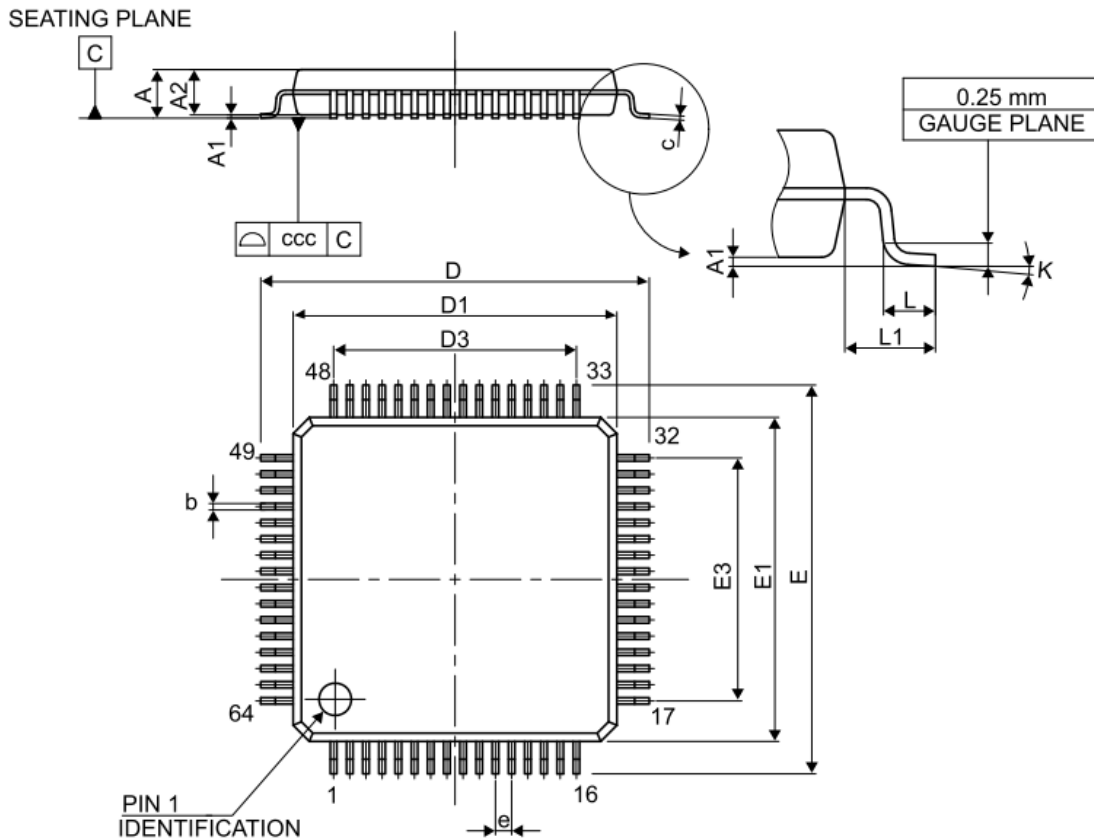 SEATING PLANE
C
A
A2
A1
c
ccc C
0.25 mm
GAUGE PLANE
A1
K
L
L1
D
D1
D3
48
33
49
32
b
E3
E1
E
64
17
1
16
e
PIN 1
IDENTIFICATION